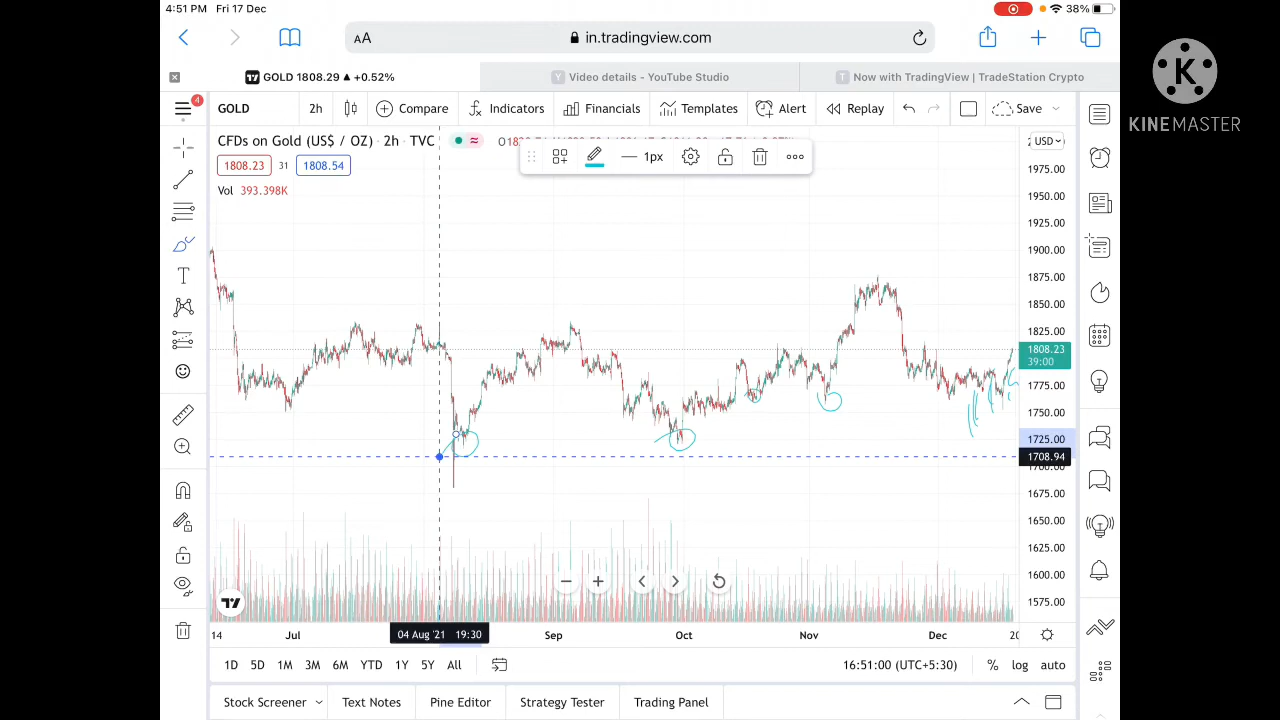 4:51 PM Fri 17 Dec
38%
AA
in.tradingview.com
GOLD 1808.29 ▲ +0.52%
Video details - YouTube Studio
Now with TradingView | TradeStation Crypto
K
KINEMASTER
4
GOLD
2h
Compare
Indicators
Financials
Templates
Alert
Replay
Save
CFDs on Gold (US$ / OZ) · 2h · TVC
USD
1px
1808.23
31
1808.54
Vol 393.398K
1975.00
1950.00
1925.00
1900.00
1875.00
1850.00
1825.00
1808.23
39:00
1775.00
1750.00
1725.00
1708.94
1675.00
1650.00
1625.00
1600.00
1575.00
14
Jul
04 Aug '21 19:30
Sep
Oct
Nov
Dec
1D
5D
1M
3M
6M
YTD
1Y
5Y
All
16:51:00 (UTC+5:30)
%
log
auto
Stock Screener
Text Notes
Pine Editor
Strategy Tester
Trading Panel